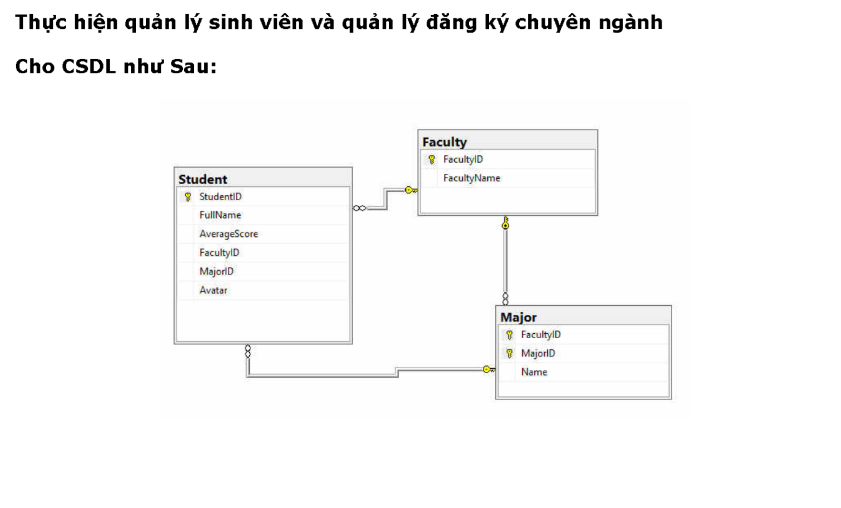 Thực hiện quản lý sinh viên và quản lý đăng ký chuyên ngành
Cho CSDL như Sau:
Faculty
FacultyID
FacultyName
Student
StudentID
FullName
AverageScore
FacultyID
MajorID
Avatar
Major
FacultyID
MajorID
Name